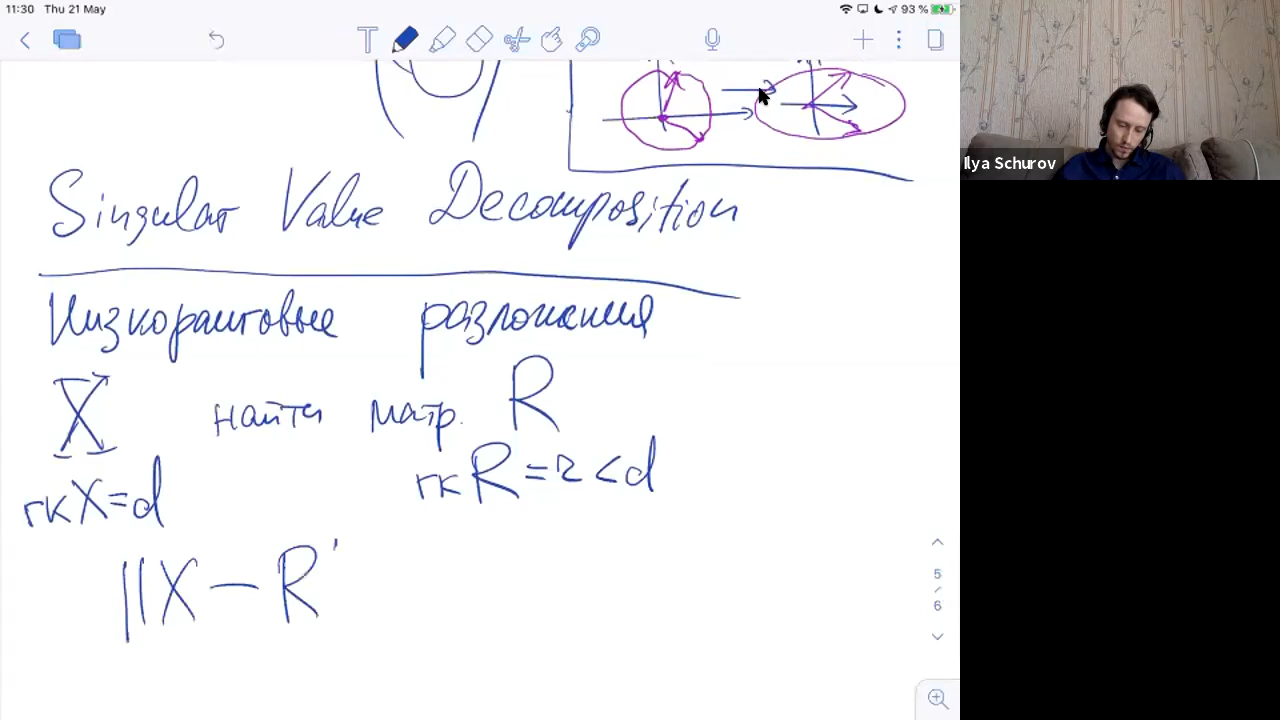 11:30 Thu 21 May
93 %
T
Ilya Schurov
Singular Value Decomposition
Низкоранговые разложения
X найти матр. R
rk X = d rk R = r < d
||X − R
5
/
6